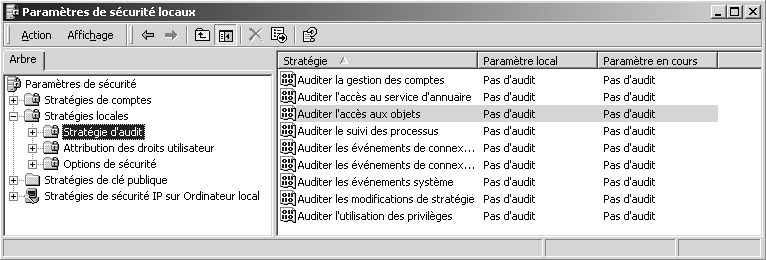 Paramètres de sécurité locaux
Action Affichage
Arbre
Paramètres de sécurité
Stratégies de comptes
Stratégies locales
Stratégie d'audit
Attribution des droits utilisateur
Options de sécurité
Stratégies de clé publique
Stratégies de sécurité IP sur Ordinateur local
Stratégie Paramètre local Paramètre en cours
Auditer la gestion des comptes Pas d'audit Pas d'audit
Auditer l'accès au service d'annuaire Pas d'audit Pas d'audit
Auditer l'accès aux objets Pas d'audit Pas d'audit
Auditer le suivi des processus Pas d'audit Pas d'audit
Auditer les événements de connex... Pas d'audit Pas d'audit
Auditer les événements de connex... Pas d'audit Pas d'audit
Auditer les événements système Pas d'audit Pas d'audit
Auditer les modifications de stratégie Pas d'audit Pas d'audit
Auditer l'utilisation des privilèges Pas d'audit Pas d'audit